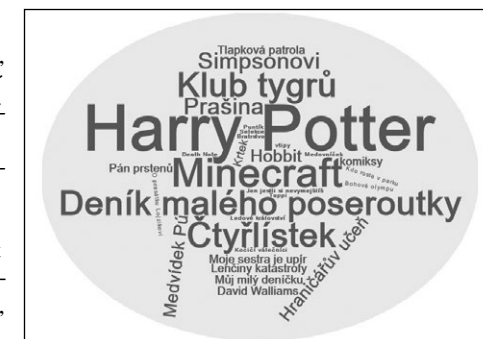 Tlapková patrola
Simpsonovi
Klub tygrů
Prašina
Harry Potter
Krtek
vtipy
Hobbit
komiksy
Pán prstenů
Minecraft
Kdo roste v parku
Bohové olympu
Deník malého poseroutky
Ledové království
Čtyřlístek
Kočičí válečníci
Medvídek Pú
Moje sestra je upír
Lenčiny katastrofy
Můj milý deníčku
David Walliams
Hraničářův učeň